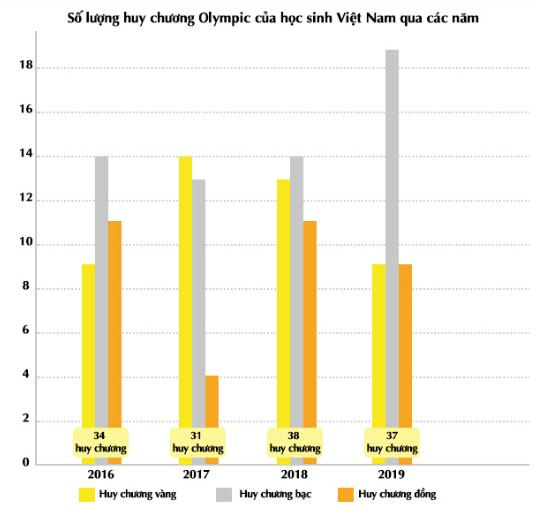 Số lượng huy chương Olympic của học sinh Việt Nam qua các năm
18
16
14
12
10
8
6
4
2
0
34
huy chương
31
huy chương
38
huy chương
37
huy chương
2016
2017
2018
2019
Huy chương vàng
Huy chương bạc
Huy chương đồng